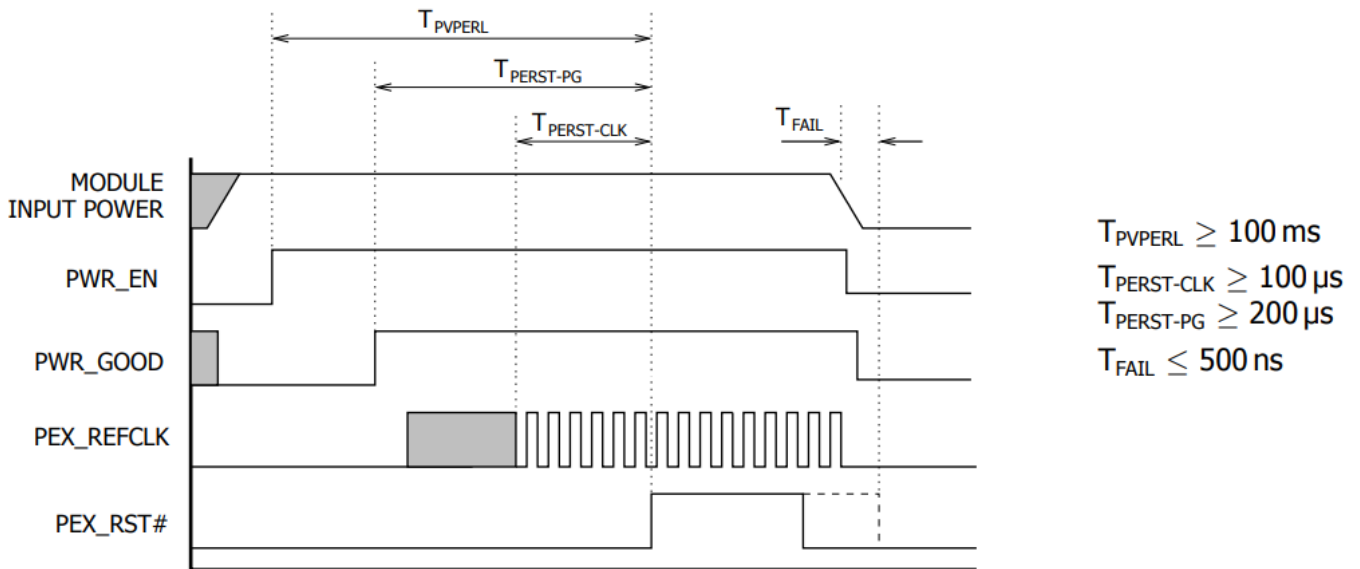 TPVPERL
TPERST-PG
TPERST-CLK
TFAIL
MODULE
INPUT POWER
PWR_EN
PWR_GOOD
PEX_REFCLK
PEX_RST#
TPVPERL ≥ 100 ms
TPERST-CLK ≥ 100 µs
TPERST-PG ≥ 200 µs
TFAIL ≤ 500 ns